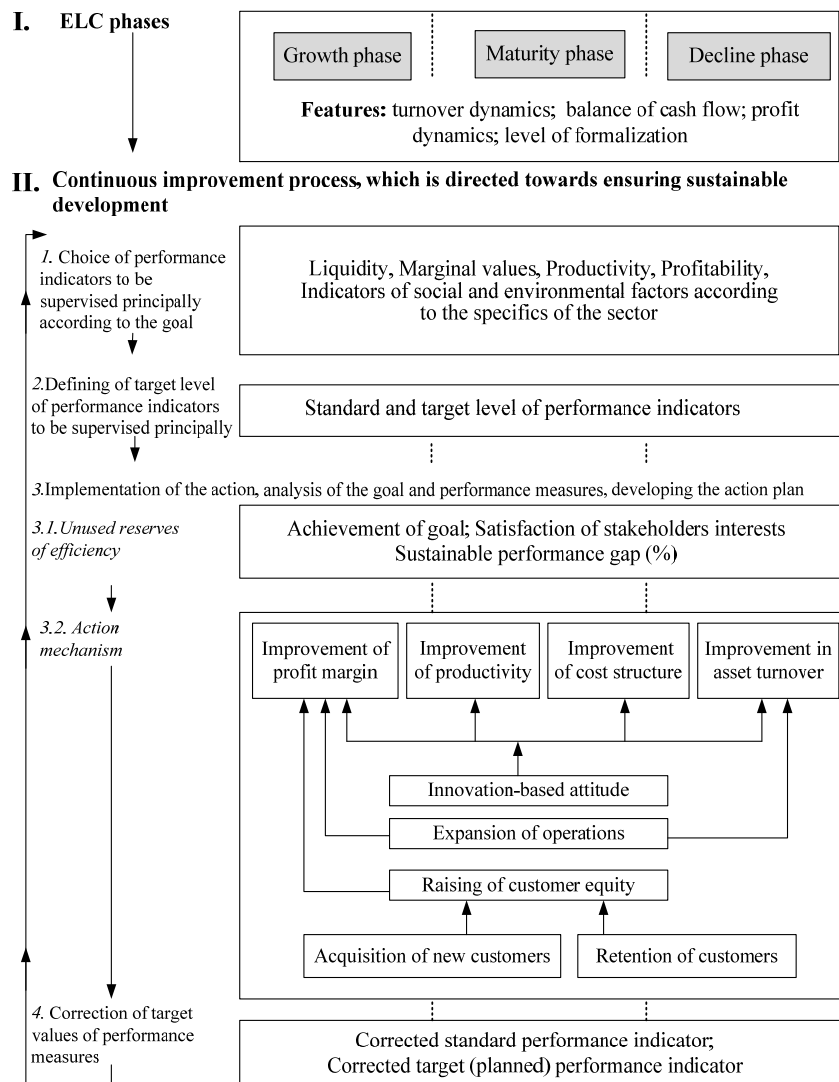 I. ELC phases
Growth phase
Maturity phase
Decline phase
Features: turnover dynamics; balance of cash flow; profit
dynamics; level of formalization
II. Continuous improvement process, which is directed towards ensuring sustainable
development
1. Choice of performance
indicators to be
supervised principally
according to the goal
Liquidity, Marginal values, Productivity, Profitability,
Indicators of social and environmental factors according
to the specifics of the sector
2.Defining of target level
of performance indicators
to be supervised principally
Standard and target level of performance indicators
3.Implementation of the action, analysis of the goal and performance measures, developing the action plan
3.1.Unused reserves
of efficiency
Achievement of goal; Satisfaction of stakeholders interests
Sustainable performance gap (%)
3.2. Action
mechanism
Improvement of
profit margin
Improvement
of productivity
Improvement
of cost structure
Improvement in
asset turnover
Innovation-based attitude
Expansion of operations
Raising of customer equity
Acquisition of new customers
Retention of customers
4. Correction of target
values of performance
measures
Corrected standard performance indicator;
Corrected target (planned) performance indicator